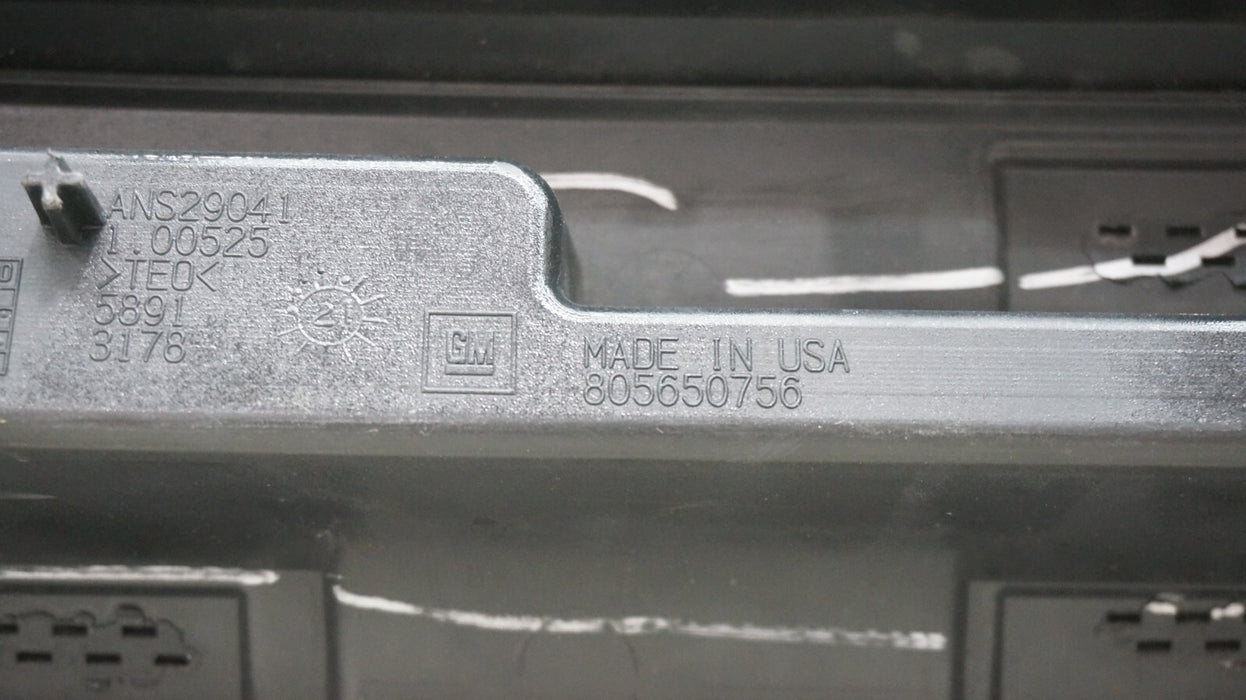 ANS29041
1.00525
>TEO<
5891
3178
21
GM
MADE IN USA
805650756